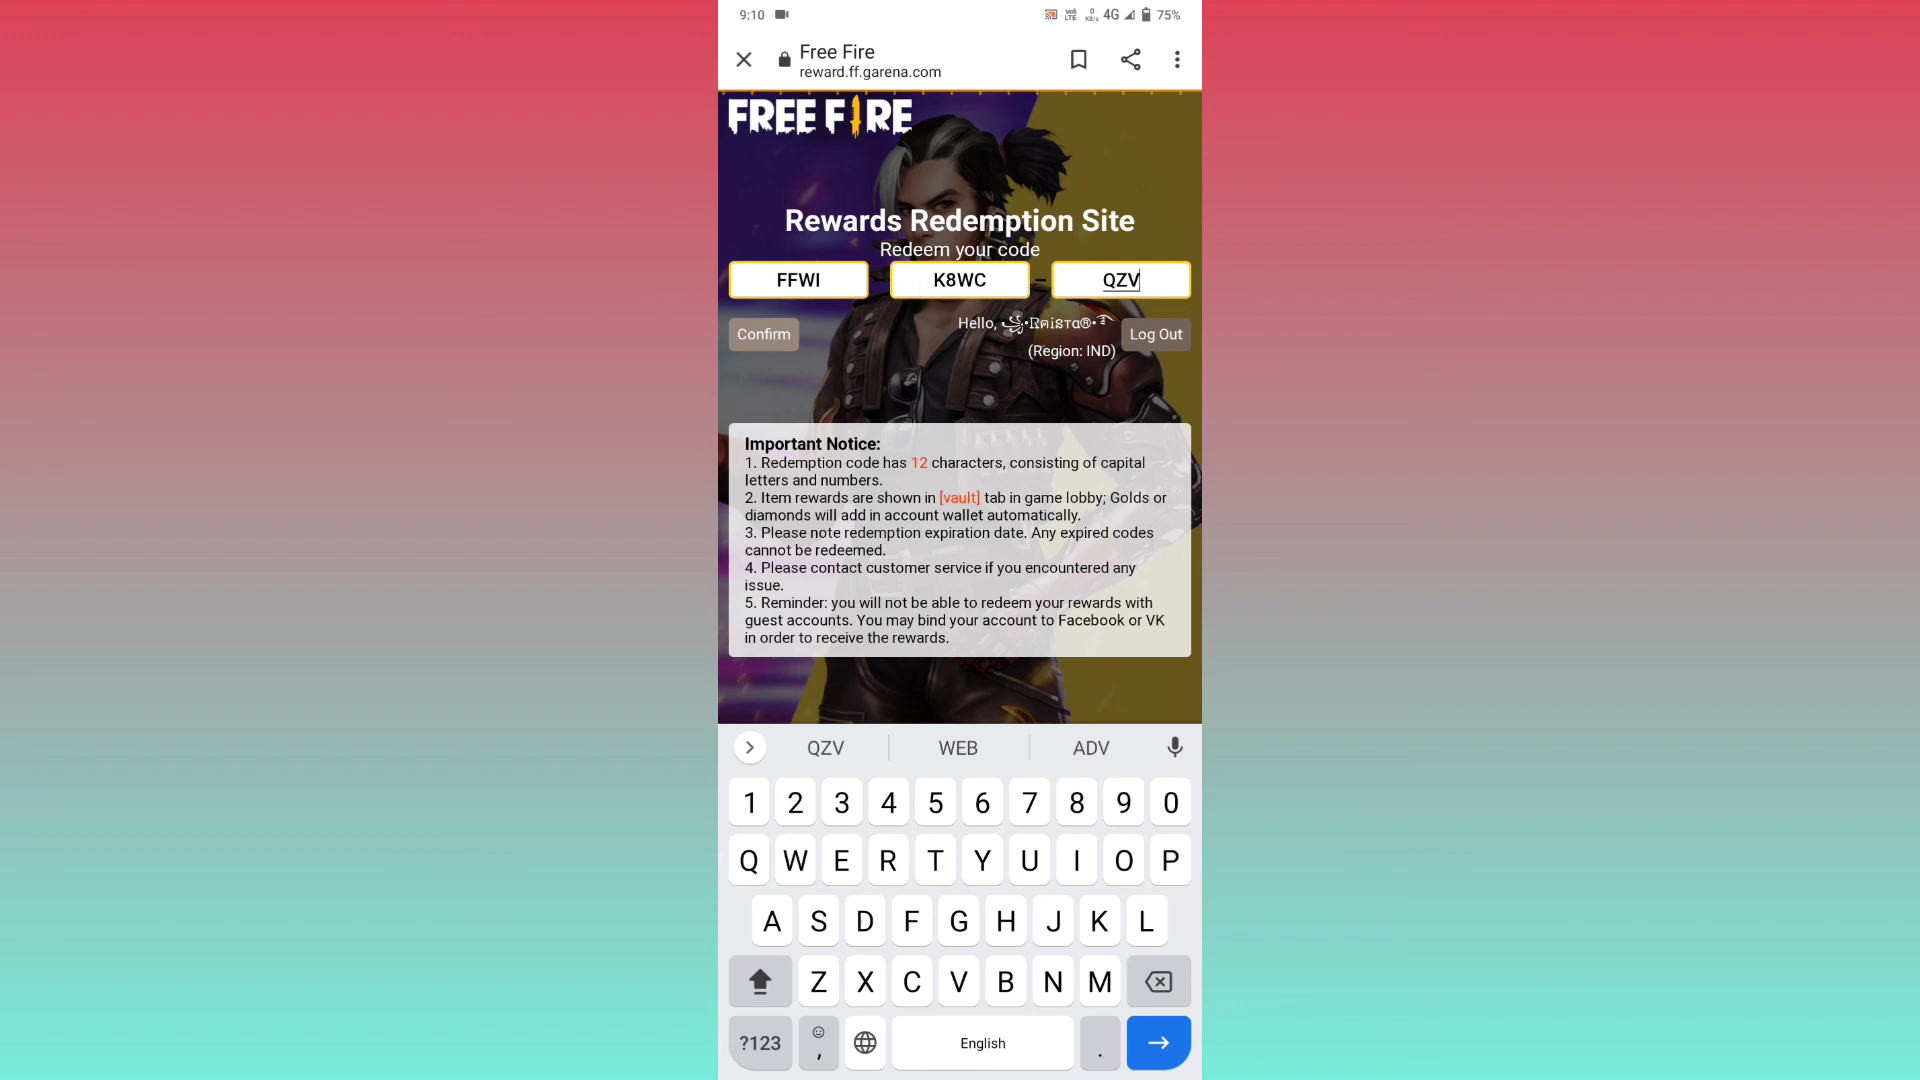 9:10 Voli LTE 0 KB/s 4G 75%
Free Fire
reward.ff.garena.com
FREE FIRE
Rewards Redemption Site
Redeem your code
FFWI – K8WC – QZV
Confirm
Hello,
(Region: IND)
Log Out
Important Notice:
1. Redemption code has 12 characters, consisting of capital
letters and numbers.
2. Item rewards are shown in [vault] tab in game lobby; Golds or
diamonds will add in account wallet automatically.
3. Please note redemption expiration date. Any expired codes
cannot be redeemed.
4. Please contact customer service if you encountered any
issue.
5. Reminder: you will not be able to redeem your rewards with
guest accounts. You may bind your account to Facebook or VK
in order to receive the rewards.
QZV WEB ADV
1 2 3 4 5 6 7 8 9 0
Q W E R T Y U I O P
A S D F G H J K L
Z X C V B N M
?123 , English .